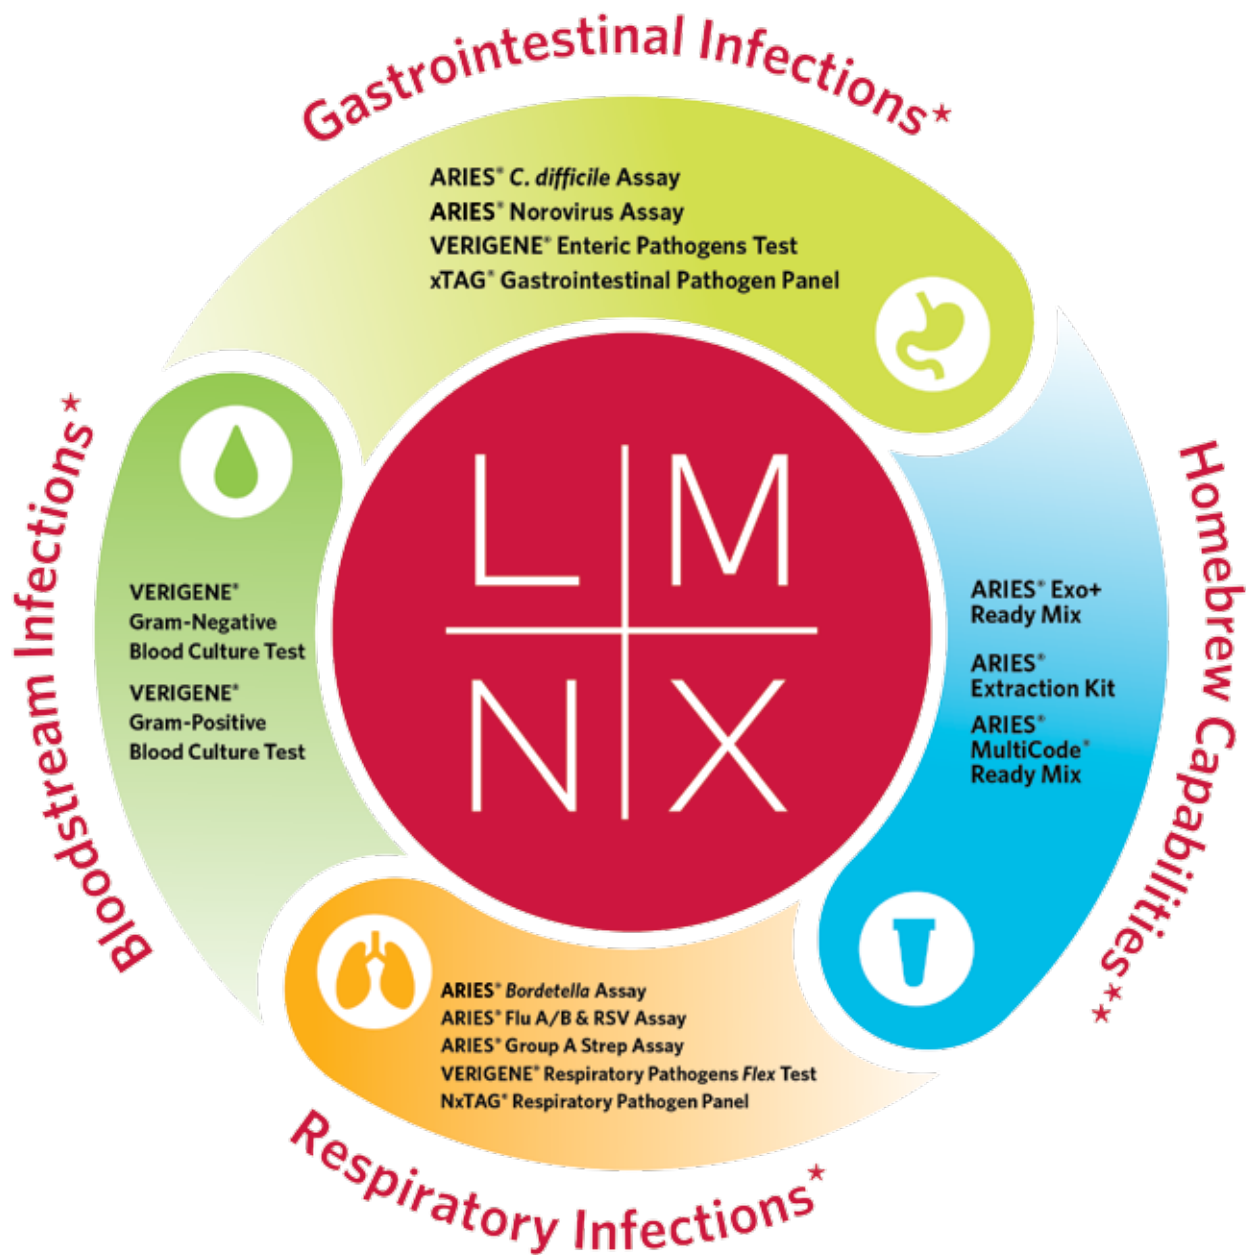 Gastrointestinal Infections*
ARIES® C. difficile Assay
ARIES® Norovirus Assay
VERIGENE® Enteric Pathogens Test
xTAG® Gastrointestinal Pathogen Panel
Homebrew Capabilities**
ARIES® Exo+
Ready Mix
ARIES®
Extraction Kit
ARIES®
MultiCode®
Ready Mix
Respiratory Infections*
ARIES® Bordetella Assay
ARIES® Flu A/B & RSV Assay
ARIES® Group A Strep Assay
VERIGENE® Respiratory Pathogens Flex Test
NxTAG® Respiratory Pathogen Panel
Bloodstream Infections*
VERIGENE®
Gram-Negative
Blood Culture Test
VERIGENE®
Gram-Positive
Blood Culture Test
L M
N X